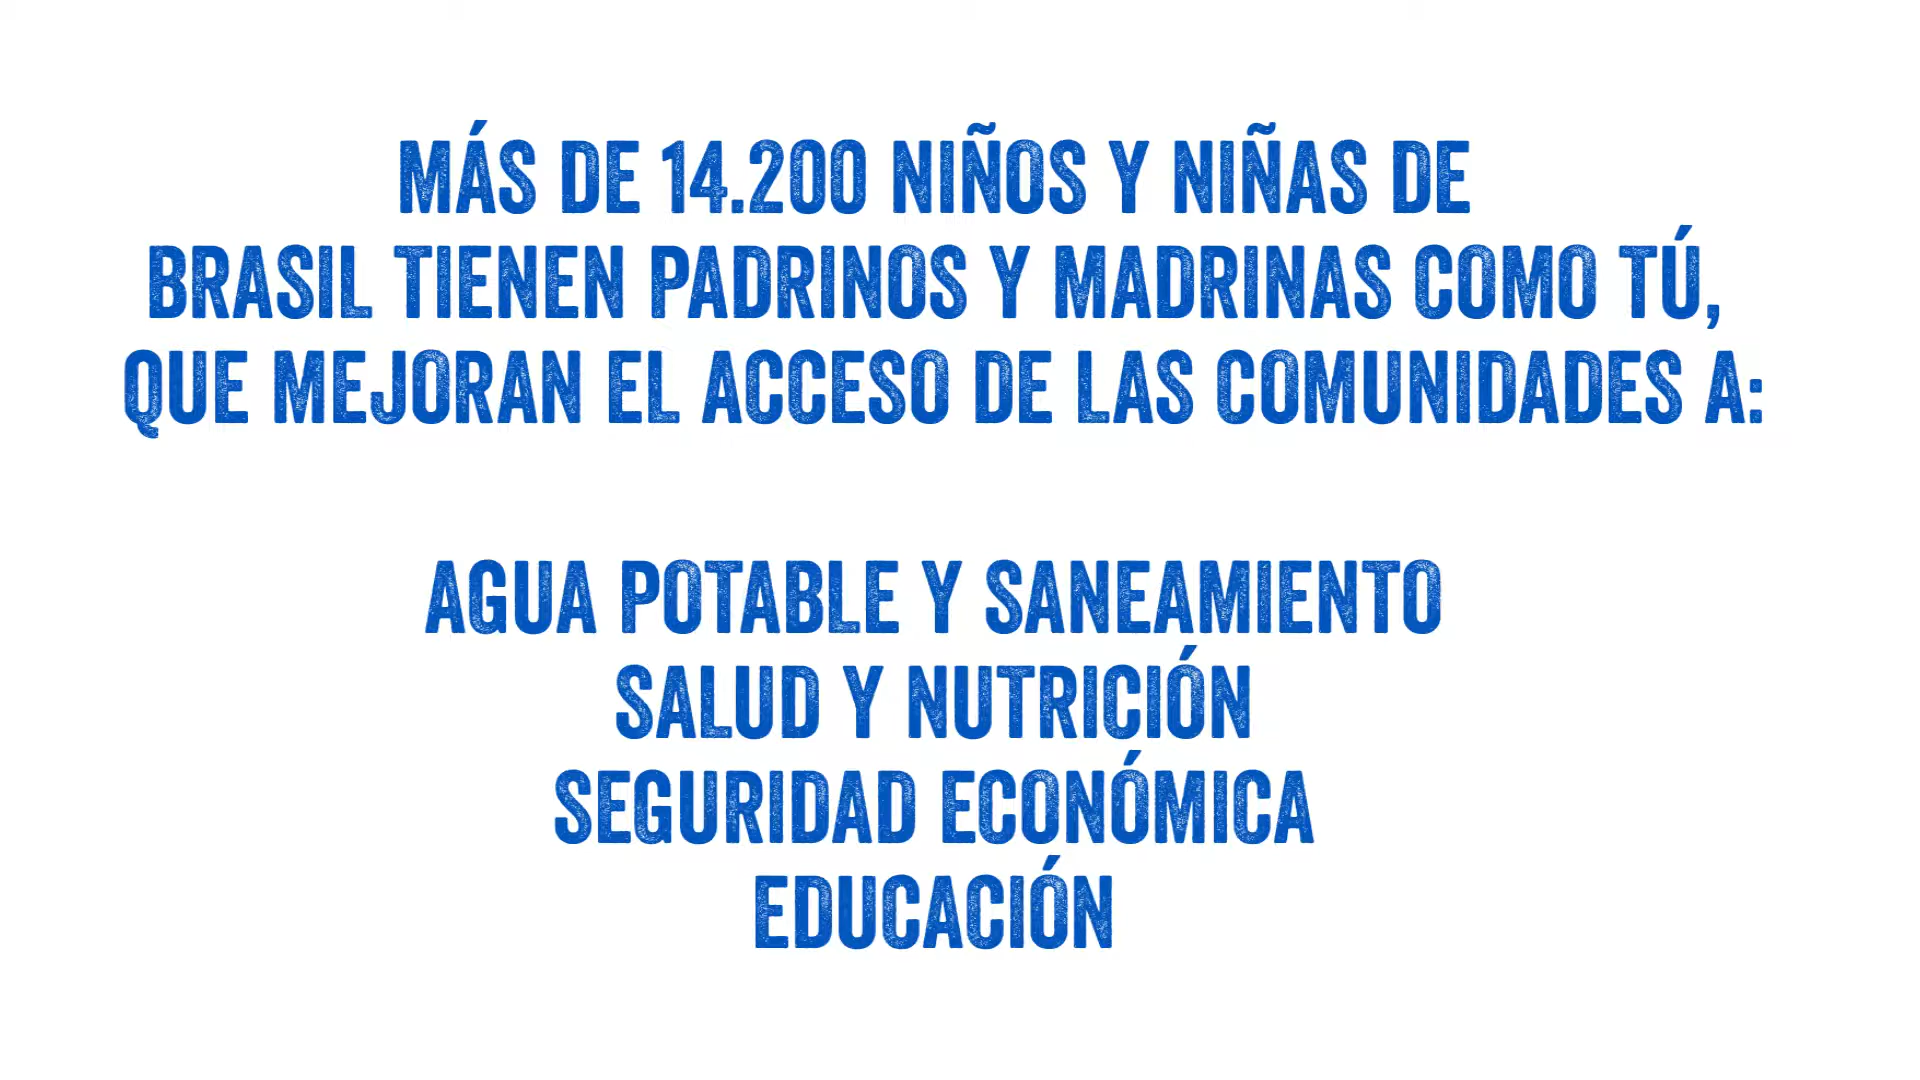 MÁS DE 14.200 NIÑOS Y NIÑAS DE
BRASIL TIENEN PADRINOS Y MADRINAS COMO TÚ,
QUE MEJORAN EL ACCESO DE LAS COMUNIDADES A:
AGUA POTABLE Y SANEAMIENTO
SALUD Y NUTRICIÓN
SEGURIDAD ECONÓMICA
EDUCACIÓN